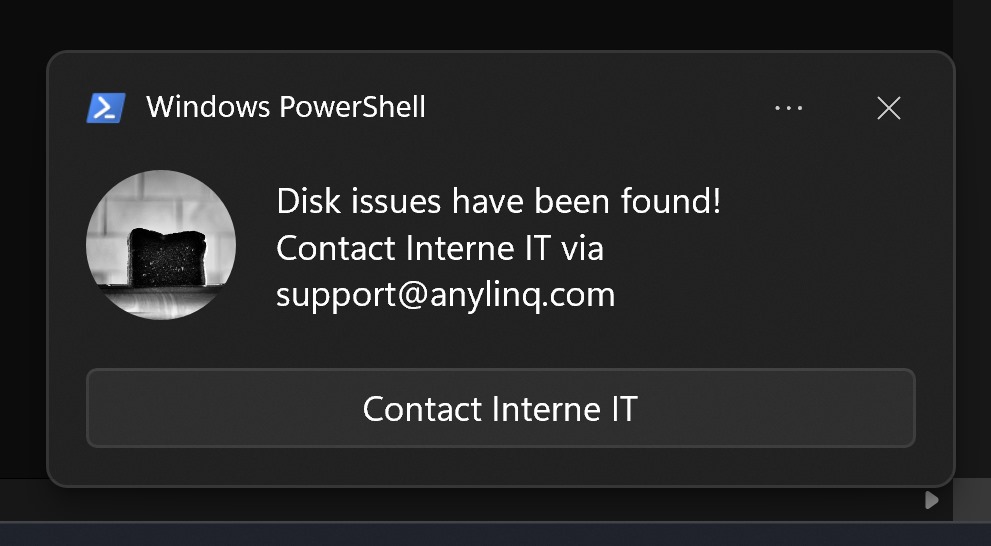 Windows PowerShell
Disk issues have been found!
Contact Interne IT via
support@anylinq.com
Contact Interne IT